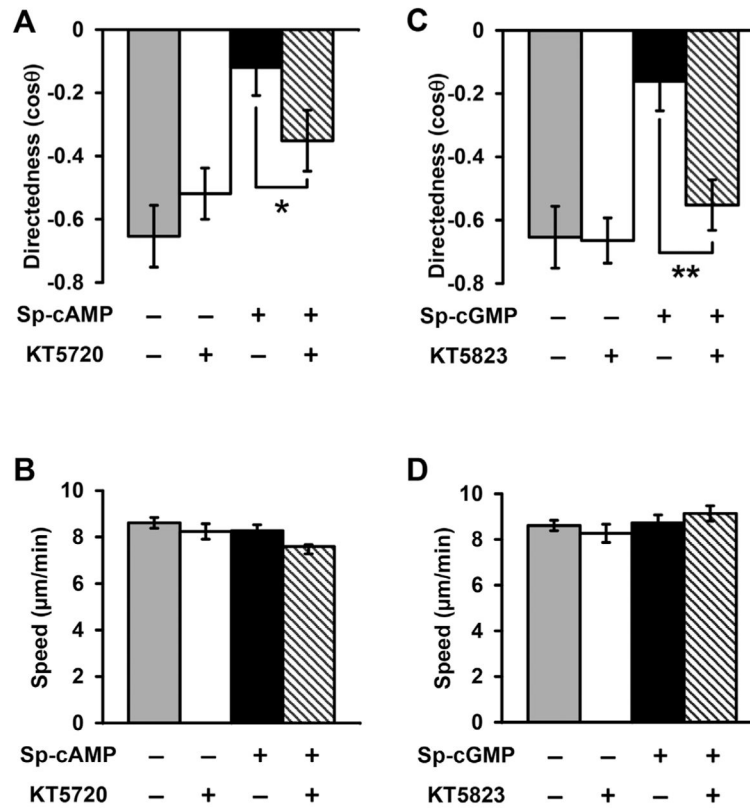 A
Directedness (cosθ)
0
-0.2
-0.4
-0.6
-0.8
*
Sp-cAMP – – + +
KT5720 – + – +
C
Directedness (cosθ)
0
-0.2
-0.4
-0.6
-0.8
**
Sp-cGMP – – + +
KT5823 – + – +
B
Speed (μm/min)
10
8
6
4
2
0
Sp-cAMP – – + +
KT5720 – + – +
D
Speed (μm/min)
10
8
6
4
2
0
Sp-cGMP – – + +
KT5823 – + – +